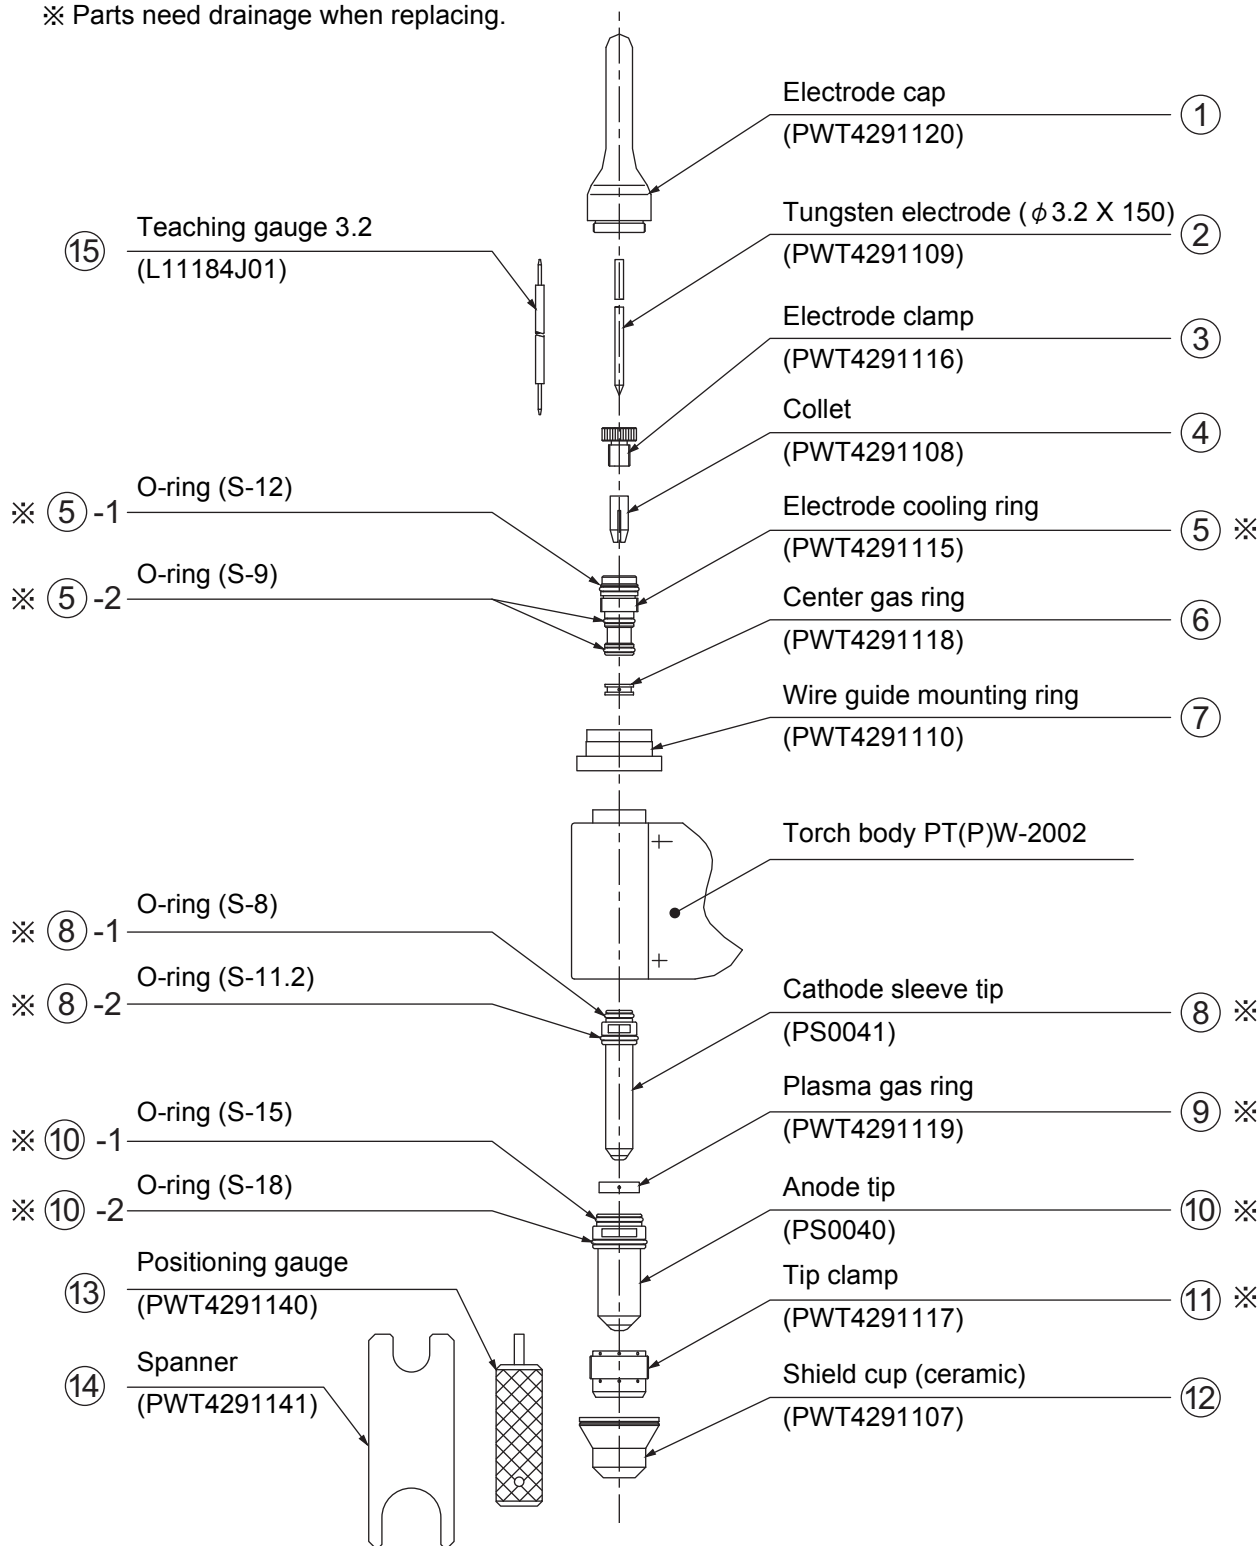 ※ Parts need drainage when replacing.
Electrode cap
(PWT4291120)
①
Tungsten electrode (φ3.2 X 150)
(PWT4291109)
②
Teaching gauge 3.2
(L11184J01)
⑮
Electrode clamp
(PWT4291116)
③
Collet
(PWT4291108)
④
O-ring (S-12)
※ ⑤ -1
Electrode cooling ring
(PWT4291115)
⑤ ※
O-ring (S-9)
※ ⑤ -2
Center gas ring
(PWT4291118)
⑥
Wire guide mounting ring
(PWT4291110)
⑦
Torch body PT(P)W-2002
O-ring (S-8)
※ ⑧ -1
O-ring (S-11.2)
※ ⑧ -2
Cathode sleeve tip
(PS0041)
⑧ ※
Plasma gas ring
(PWT4291119)
⑨ ※
O-ring (S-15)
※ ⑩ -1
O-ring (S-18)
※ ⑩ -2
Anode tip
(PS0040)
⑩ ※
Positioning gauge
(PWT4291140)
⑬
Tip clamp
(PWT4291117)
⑪ ※
Spanner
(PWT4291141)
⑭
Shield cup (ceramic)
(PWT4291107)
⑫